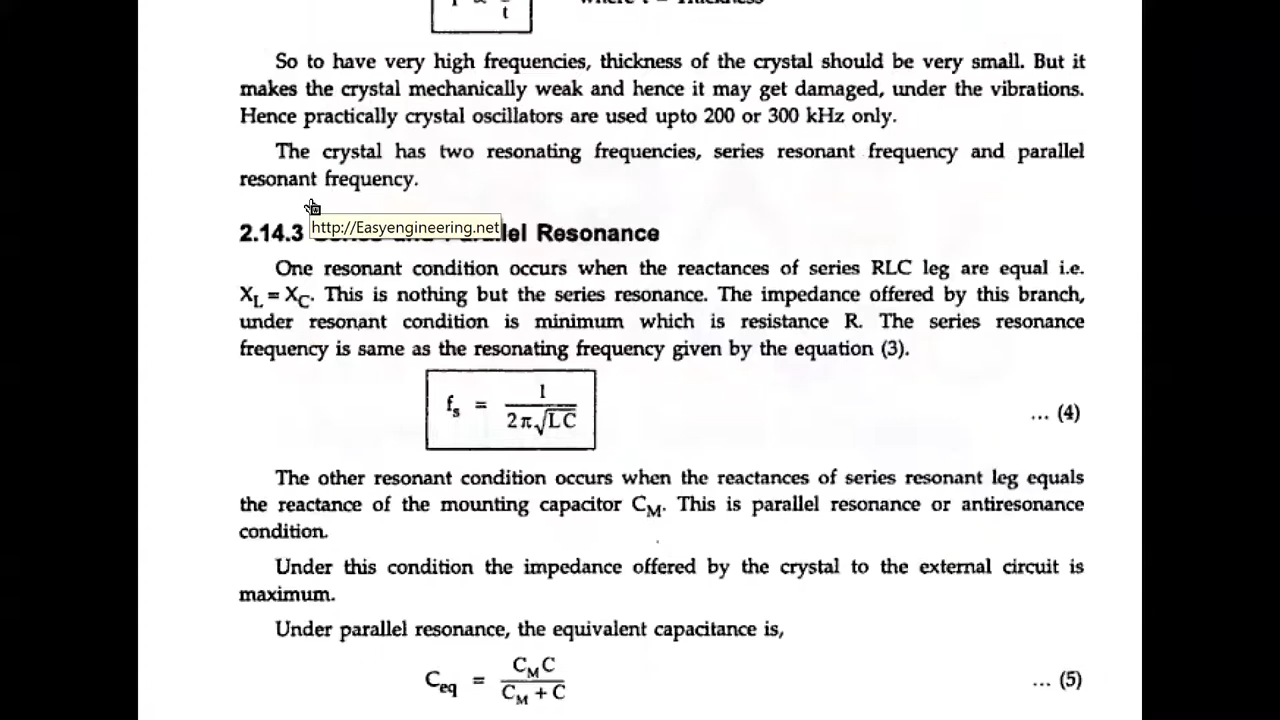 t
So to have very high frequencies, thickness of the crystal should be very small. But it
makes the crystal mechanically weak and hence it may get damaged, under the vibrations.
Hence practically crystal oscillators are used upto 200 or 300 kHz only.
The crystal has two resonating frequencies, series resonant frequency and parallel
resonant frequency.
http://Easyengineering.net
2.14.3 Resonance
One resonant condition occurs when the reactances of series RLC leg are equal i.e.
X_L = X_C. This is nothing but the series resonance. The impedance offered by this branch,
under resonant condition is minimum which is resistance R. The series resonance
frequency is same as the resonating frequency given by the equation (3).
f_s = 1 / 2π√LC ... (4)
The other resonant condition occurs when the reactances of series resonant leg equals
the reactance of the mounting capacitor C_M. This is parallel resonance or antiresonance
condition.
Under this condition the impedance offered by the crystal to the external circuit is
maximum.
Under parallel resonance, the equivalent capacitance is,
C_eq = C_M C / C_M + C ... (5)